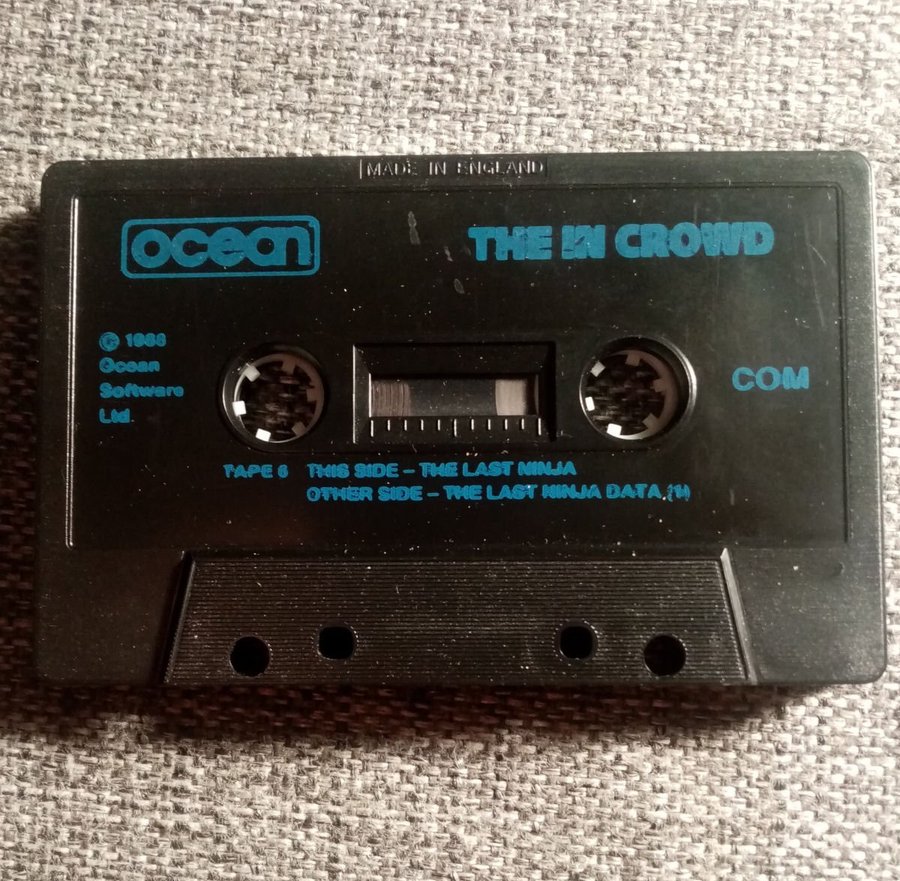 MADE IN ENGLAND
ocean
THE IN CROWD
© 1988
Ocean
Software
Ltd.
COM
TAPE 6 THIS SIDE – THE LAST NINJA
OTHER SIDE – THE LAST NINJA DATA (1)